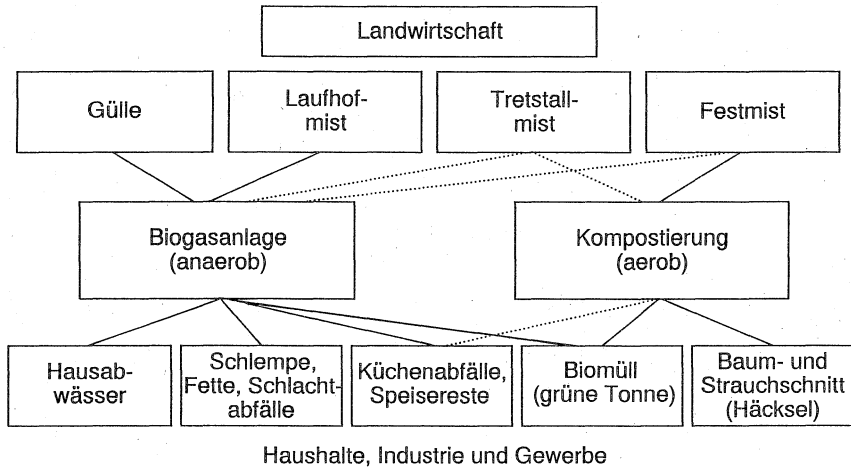 Landwirtschaft
Gülle
Laufhof-
mist
Tretstall-
mist
Festmist
Biogasanlage
(anaerob)
Kompostierung
(aerob)
Hausab-
wässer
Schlempe,
Fette, Schlacht-
abfälle
Küchenabfälle,
Speisereste
Biomüll
(grüne Tonne)
Baum- und
Strauchschnitt
(Häcksel)
Haushalte, Industrie und Gewerbe